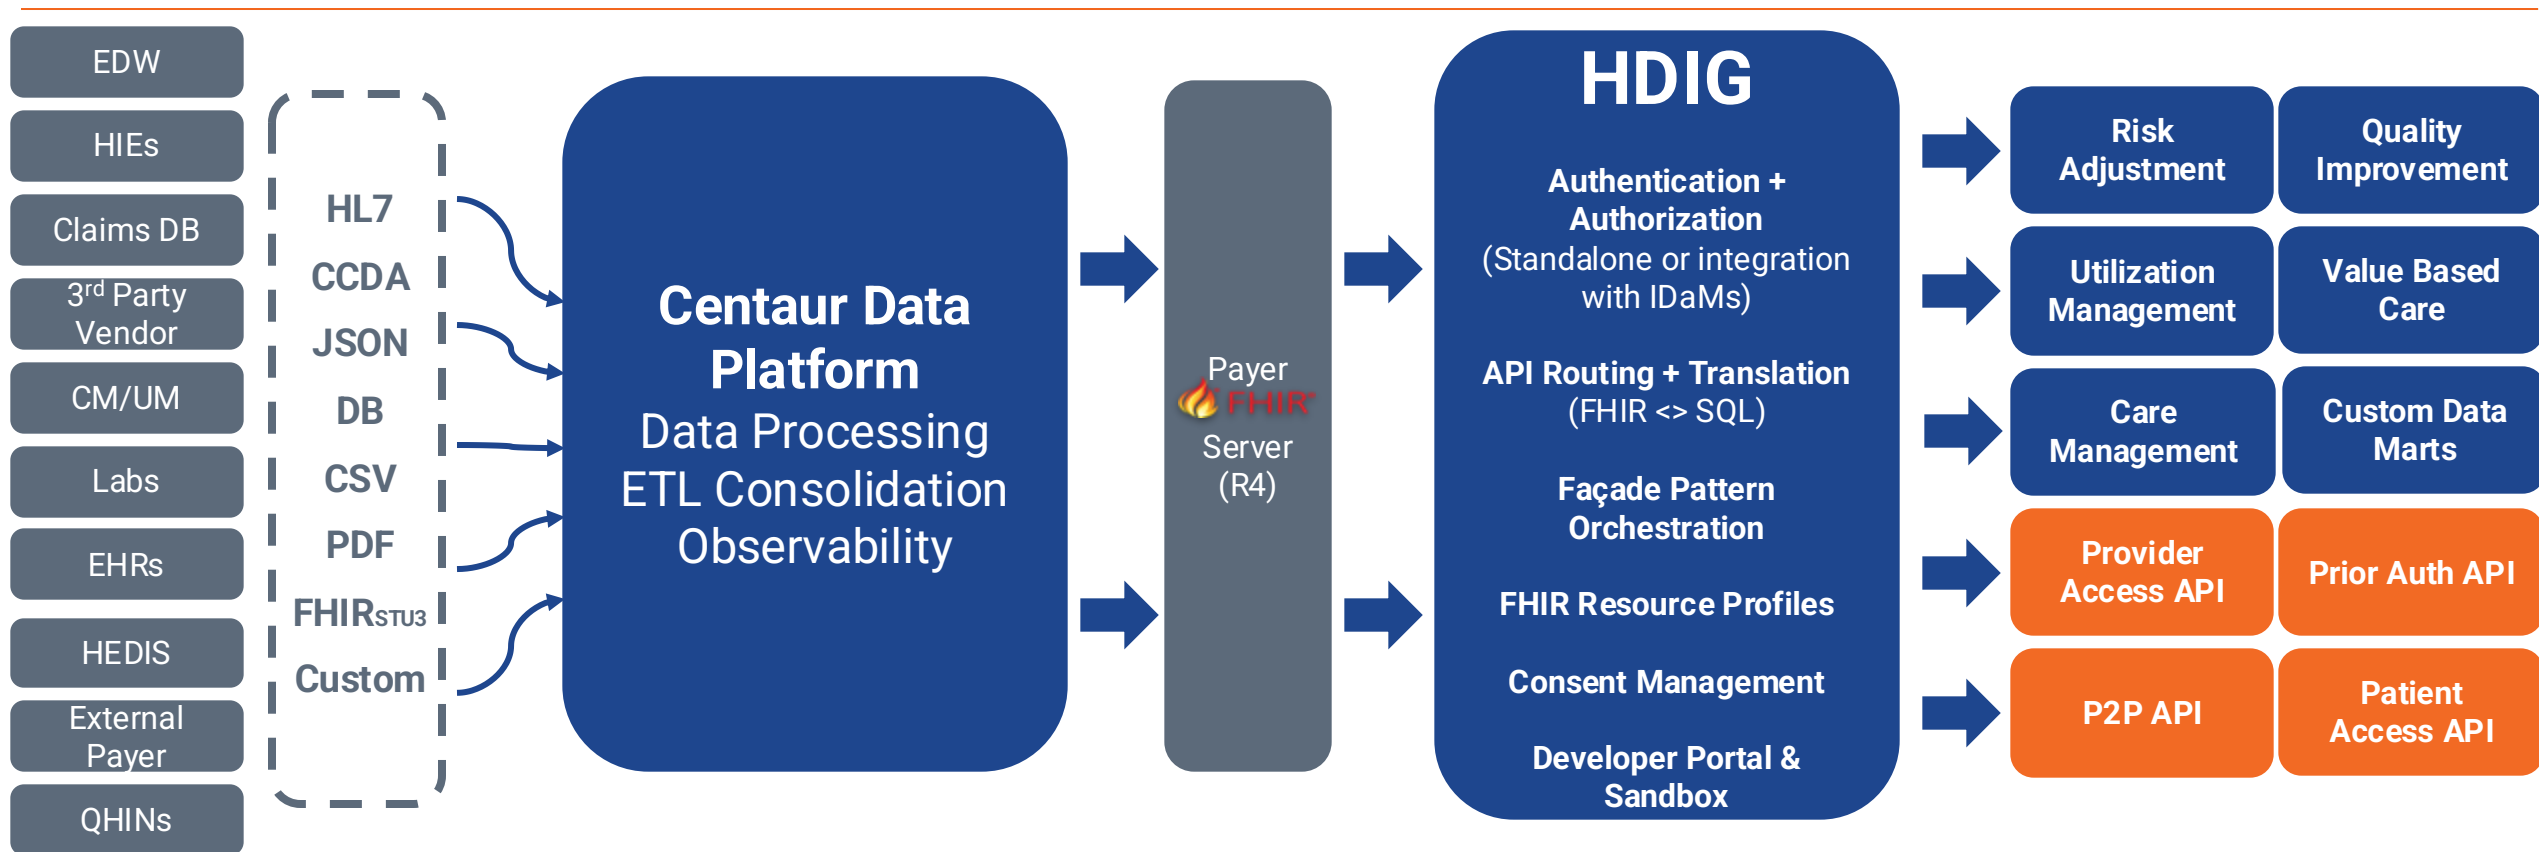 EDW
HIEs
Claims DB
3rd Party
Vendor
CM/UM
Labs
EHRs
HEDIS
External
Payer
QHINs
HL7
CCDA
JSON
DB
CSV
PDF
FHIRSTU3
Custom
Centaur Data
Platform
Data Processing
ETL Consolidation
Observability
Payer
FHIR
Server
(R4)
HDIG
Authentication +
Authorization
(Standalone or integration
with IDaMs)
API Routing + Translation
(FHIR <> SQL)
Façade Pattern
Orchestration
FHIR Resource Profiles
Consent Management
Developer Portal &
Sandbox
Risk
Adjustment
Quality
Improvement
Utilization
Management
Value Based
Care
Care
Management
Custom Data
Marts
Provider
Access API
Prior Auth API
P2P API
Patient
Access API